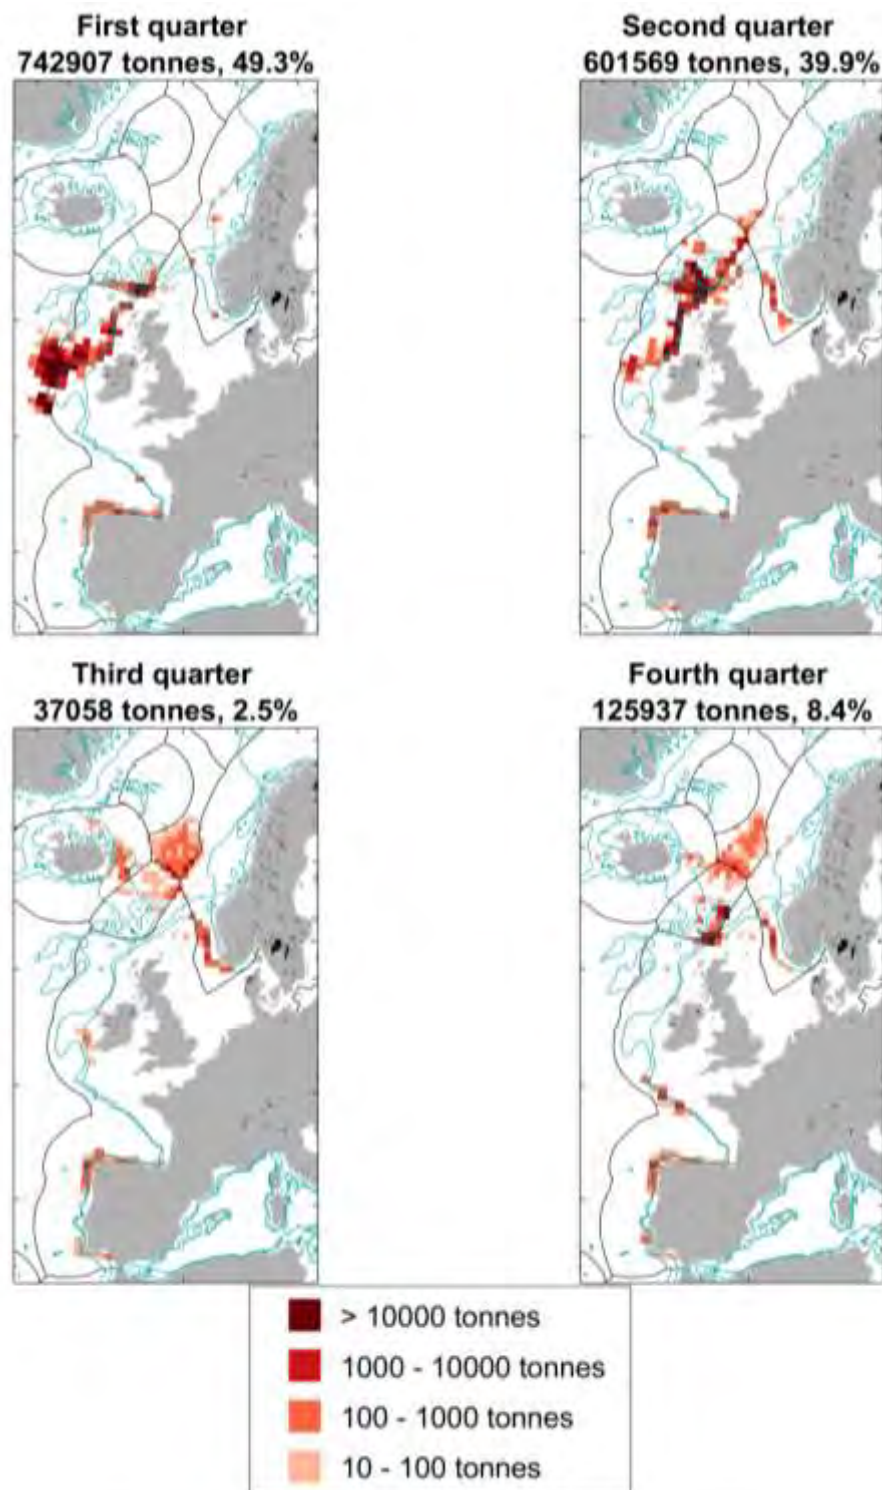 First quarter
742907 tonnes, 49.3%
Second quarter
601569 tonnes, 39.9%
Third quarter
37058 tonnes, 2.5%
Fourth quarter
125937 tonnes, 8.4%
> 10000 tonnes
1000 - 10000 tonnes
100 - 1000 tonnes
10 - 100 tonnes